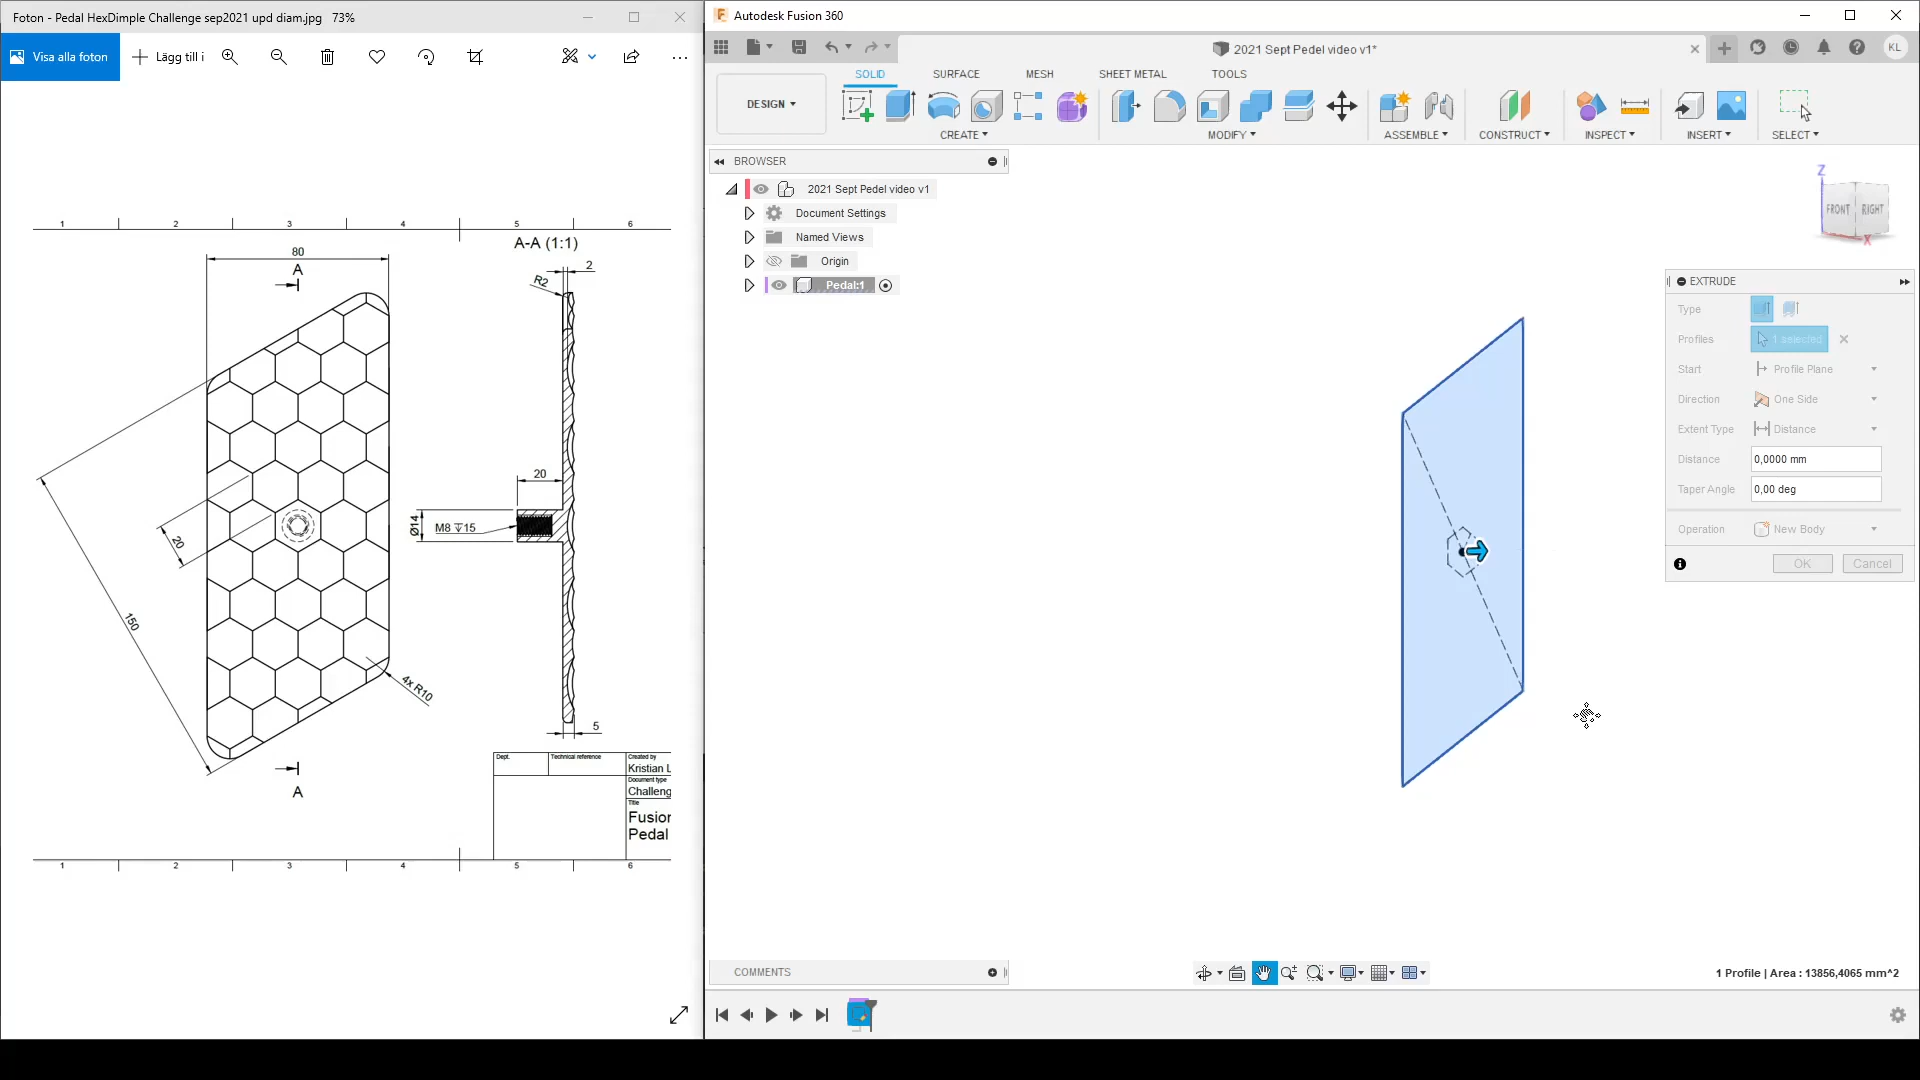 Foton - Pedal HexDimple Challenge sep2021 upd diam.jpg   73%
Visa alla foton
Lägg till i
1 2 3 4 5 6
A-A (1:1)
80
A
2
R2
20
Ø14
M8 ↧15
20
150
4x R10
5
A
Dept.
Technical reference
Created by
Kristian L
Document type
Challeng
Title
Fusion
Pedal
1 2 3 4 5 6
Autodesk Fusion 360
2021 Sept Pedel video v1*
KL
DESIGN
SOLID
SURFACE
MESH
SHEET METAL
TOOLS
CREATE
MODIFY
ASSEMBLE
CONSTRUCT
INSPECT
INSERT
SELECT
BROWSER
2021 Sept Pedel video v1
Document Settings
Named Views
Origin
Pedal:1
Z
FRONT
RIGHT
X
EXTRUDE
Type
Profiles
1 selected
Start
Profile Plane
Direction
One Side
Extent Type
Distance
Distance
0,0000 mm
Taper Angle
0,00 deg
Operation
New Body
OK
Cancel
COMMENTS
1 Profile | Area : 13856,4065 mm^2